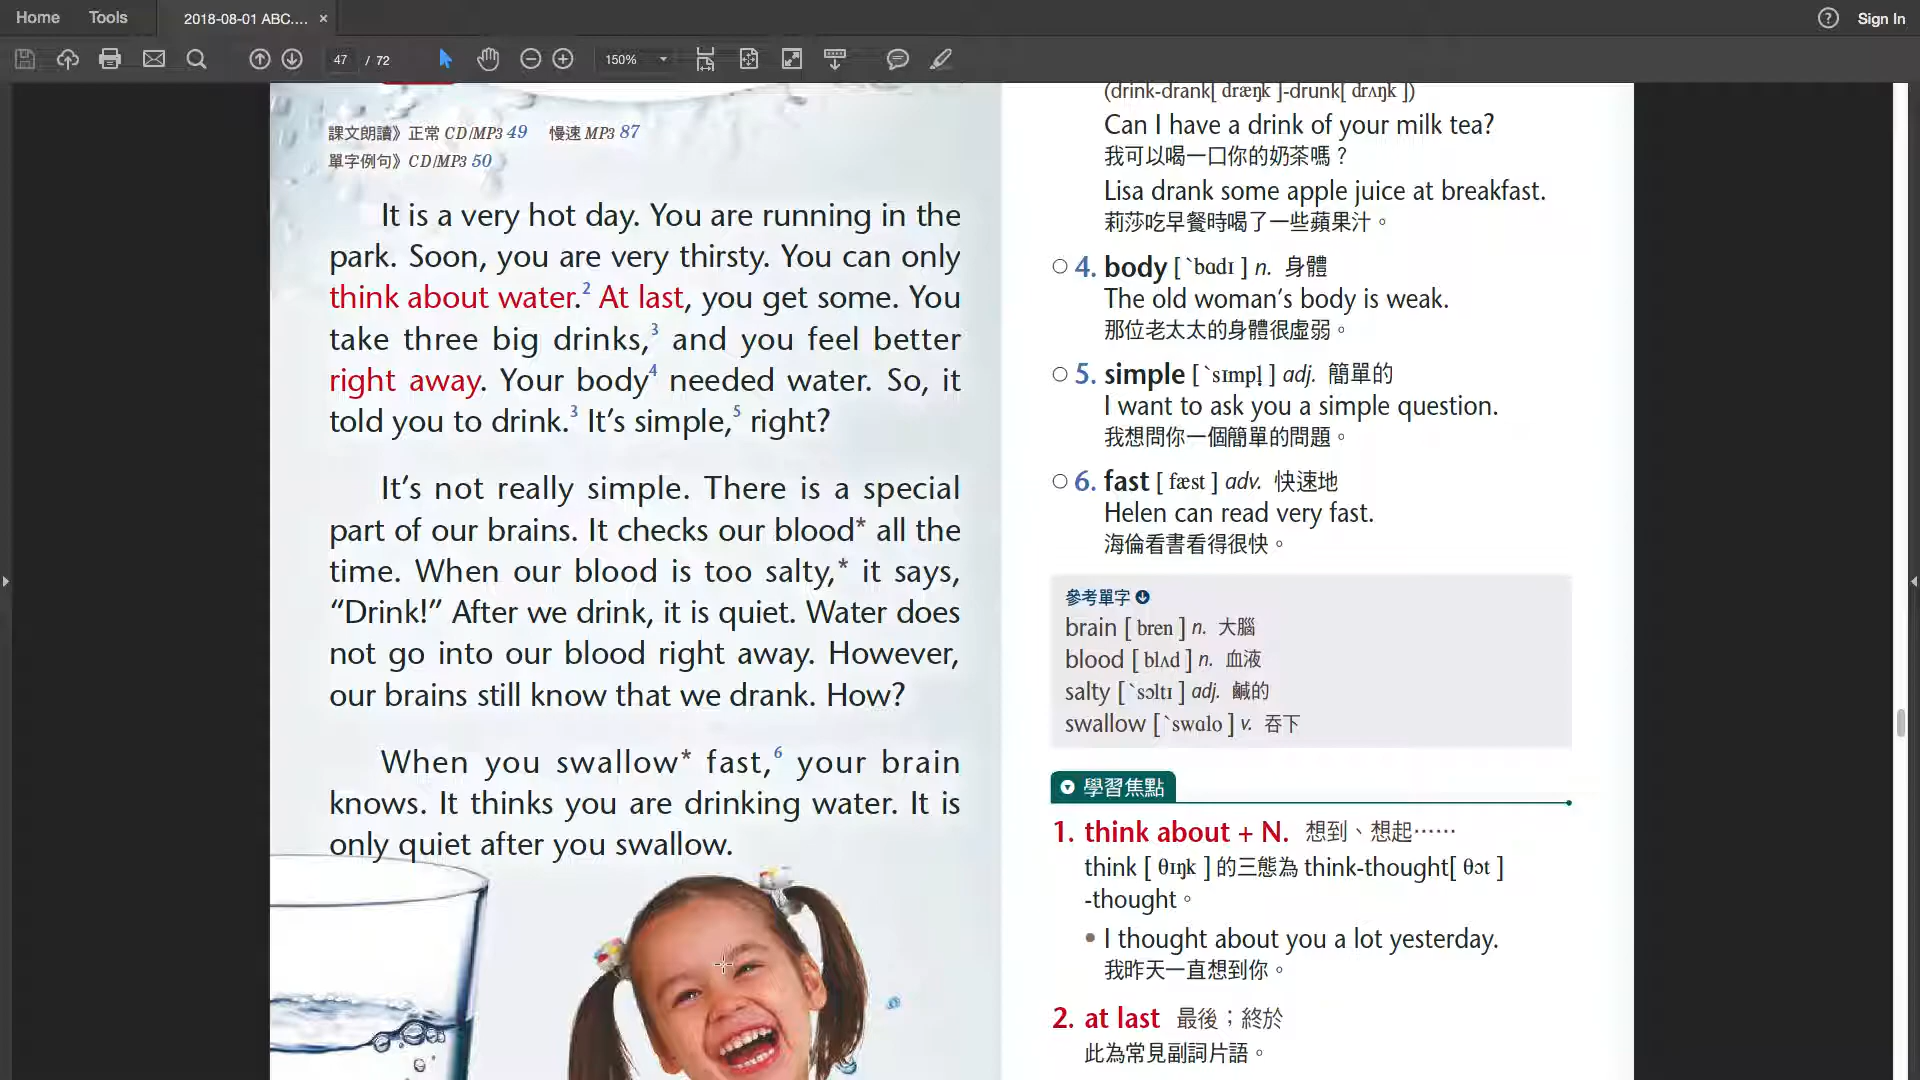 Home Tools 2018-08-01 ABC.... × Sign In
47 / 72 150%
課文朗讀》正常 CD/MP3 49 慢速 MP3 87
單字例句》CD/MP3 50
It is a very hot day. You are running in the
park. Soon, you are very thirsty. You can only
think about water.2 At last, you get some. You
take three big drinks,3 and you feel better
right away. Your body4 needed water. So, it
told you to drink.3 It's simple,5 right?
It's not really simple. There is a special
part of our brains. It checks our blood* all the
time. When our blood is too salty,* it says,
“Drink!” After we drink, it is quiet. Water does
not go into our blood right away. However,
our brains still know that we drank. How?
When you swallow* fast,6 your brain
knows. It thinks you are drinking water. It is
only quiet after you swallow.
(drink-drank[ dræŋk ]-drunk[ drʌŋk ])
Can I have a drink of your milk tea?
我可以喝一口你的奶茶嗎？
Lisa drank some apple juice at breakfast.
莉莎吃早餐時喝了一些蘋果汁。
4. body [ ˋbɑdɪ ] n. 身體
The old woman's body is weak.
那位老太太的身體很虛弱。
5. simple [ ˋsɪmpl̩ ] adj. 簡單的
I want to ask you a simple question.
我想問你一個簡單的問題。
6. fast [ fæst ] adv. 快速地
Helen can read very fast.
海倫看書看得很快。
參考單字
brain [ bren ] n. 大腦
blood [ blʌd ] n. 血液
salty [ ˋsɔltɪ ] adj. 鹹的
swallow [ ˋswɑlo ] v. 吞下
學習焦點
1. think about + N. 想到、想起……
think [ θɪŋk ] 的三態為 think-thought[ θɔt ]
-thought。
• I thought about you a lot yesterday.
我昨天一直想到你。
2. at last 最後；終於
此為常見副詞片語。